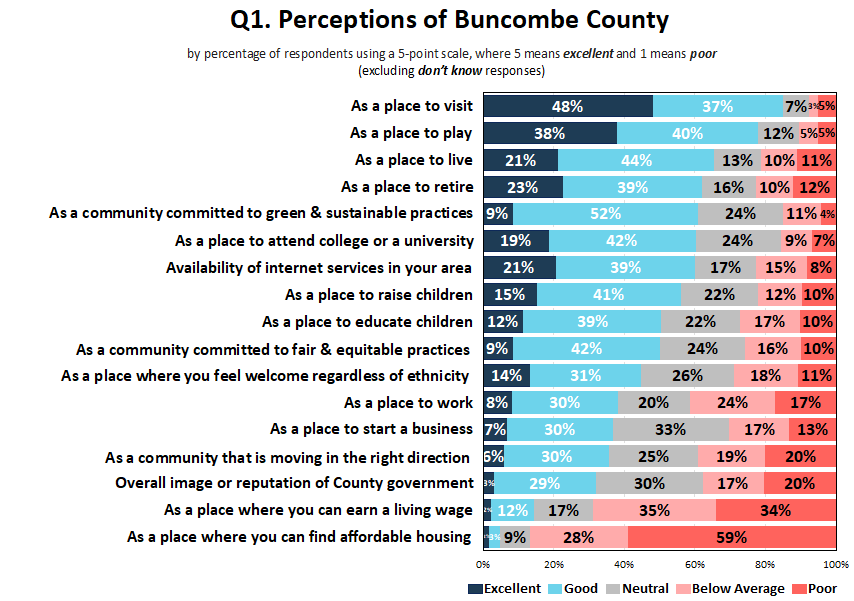 Q1. Perceptions of Buncombe County
by percentage of respondents using a 5-point scale, where 5 means excellent and 1 means poor
(excluding don't know responses)
As a place to visit 48% 37% 7% 3% 5%
As a place to play 38% 40% 12% 5% 5%
As a place to live 21% 44% 13% 10% 11%
As a place to retire 23% 39% 16% 10% 12%
As a community committed to green & sustainable practices 9% 52% 24% 11% 4%
As a place to attend college or a university 19% 42% 24% 9% 7%
Availability of internet services in your area 21% 39% 17% 15% 8%
As a place to raise children 15% 41% 22% 12% 10%
As a place to educate children 12% 39% 22% 17% 10%
As a community committed to fair & equitable practices 9% 42% 24% 16% 10%
As a place where you feel welcome regardless of ethnicity 14% 31% 26% 18% 11%
As a place to work 8% 30% 20% 24% 17%
As a place to start a business 7% 30% 33% 17% 13%
As a community that is moving in the right direction 6% 30% 25% 19% 20%
Overall image or reputation of County government 3% 29% 30% 17% 20%
As a place where you can earn a living wage 2% 12% 17% 35% 34%
As a place where you can find affordable housing 3% 9% 28% 59%
0% 20% 40% 60% 80% 100%
Excellent Good Neutral Below Average Poor